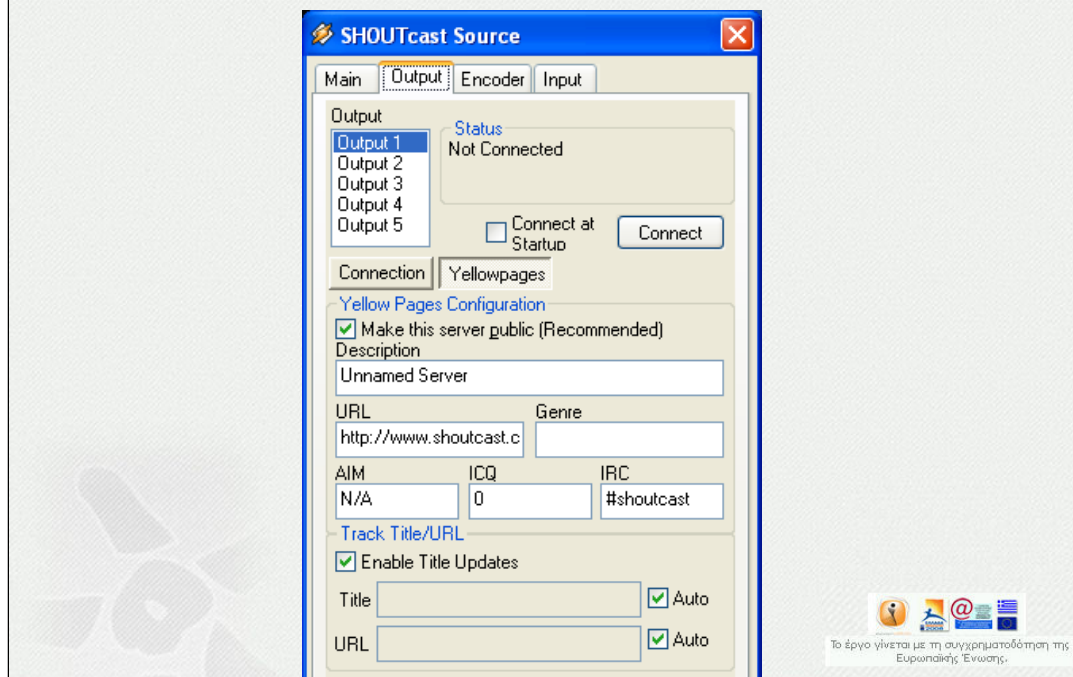 SHOUTcast Source
Main Output Encoder Input
Output
Output 1
Output 2
Output 3
Output 4
Output 5
Status
Not Connected
Connect at
Startup
Connect
Connection Yellowpages
Yellow Pages Configuration
Make this server public (Recommended)
Description
Unnamed Server
URL Genre
http://www.shoutcast.c
AIM ICQ IRC
N/A 0 #shoutcast
Track Title/URL
Enable Title Updates
Title Auto
URL Auto
Το έργο γίνεται με τη συγχρηματοδότηση της
Ευρωπαϊκής Ένωσης.